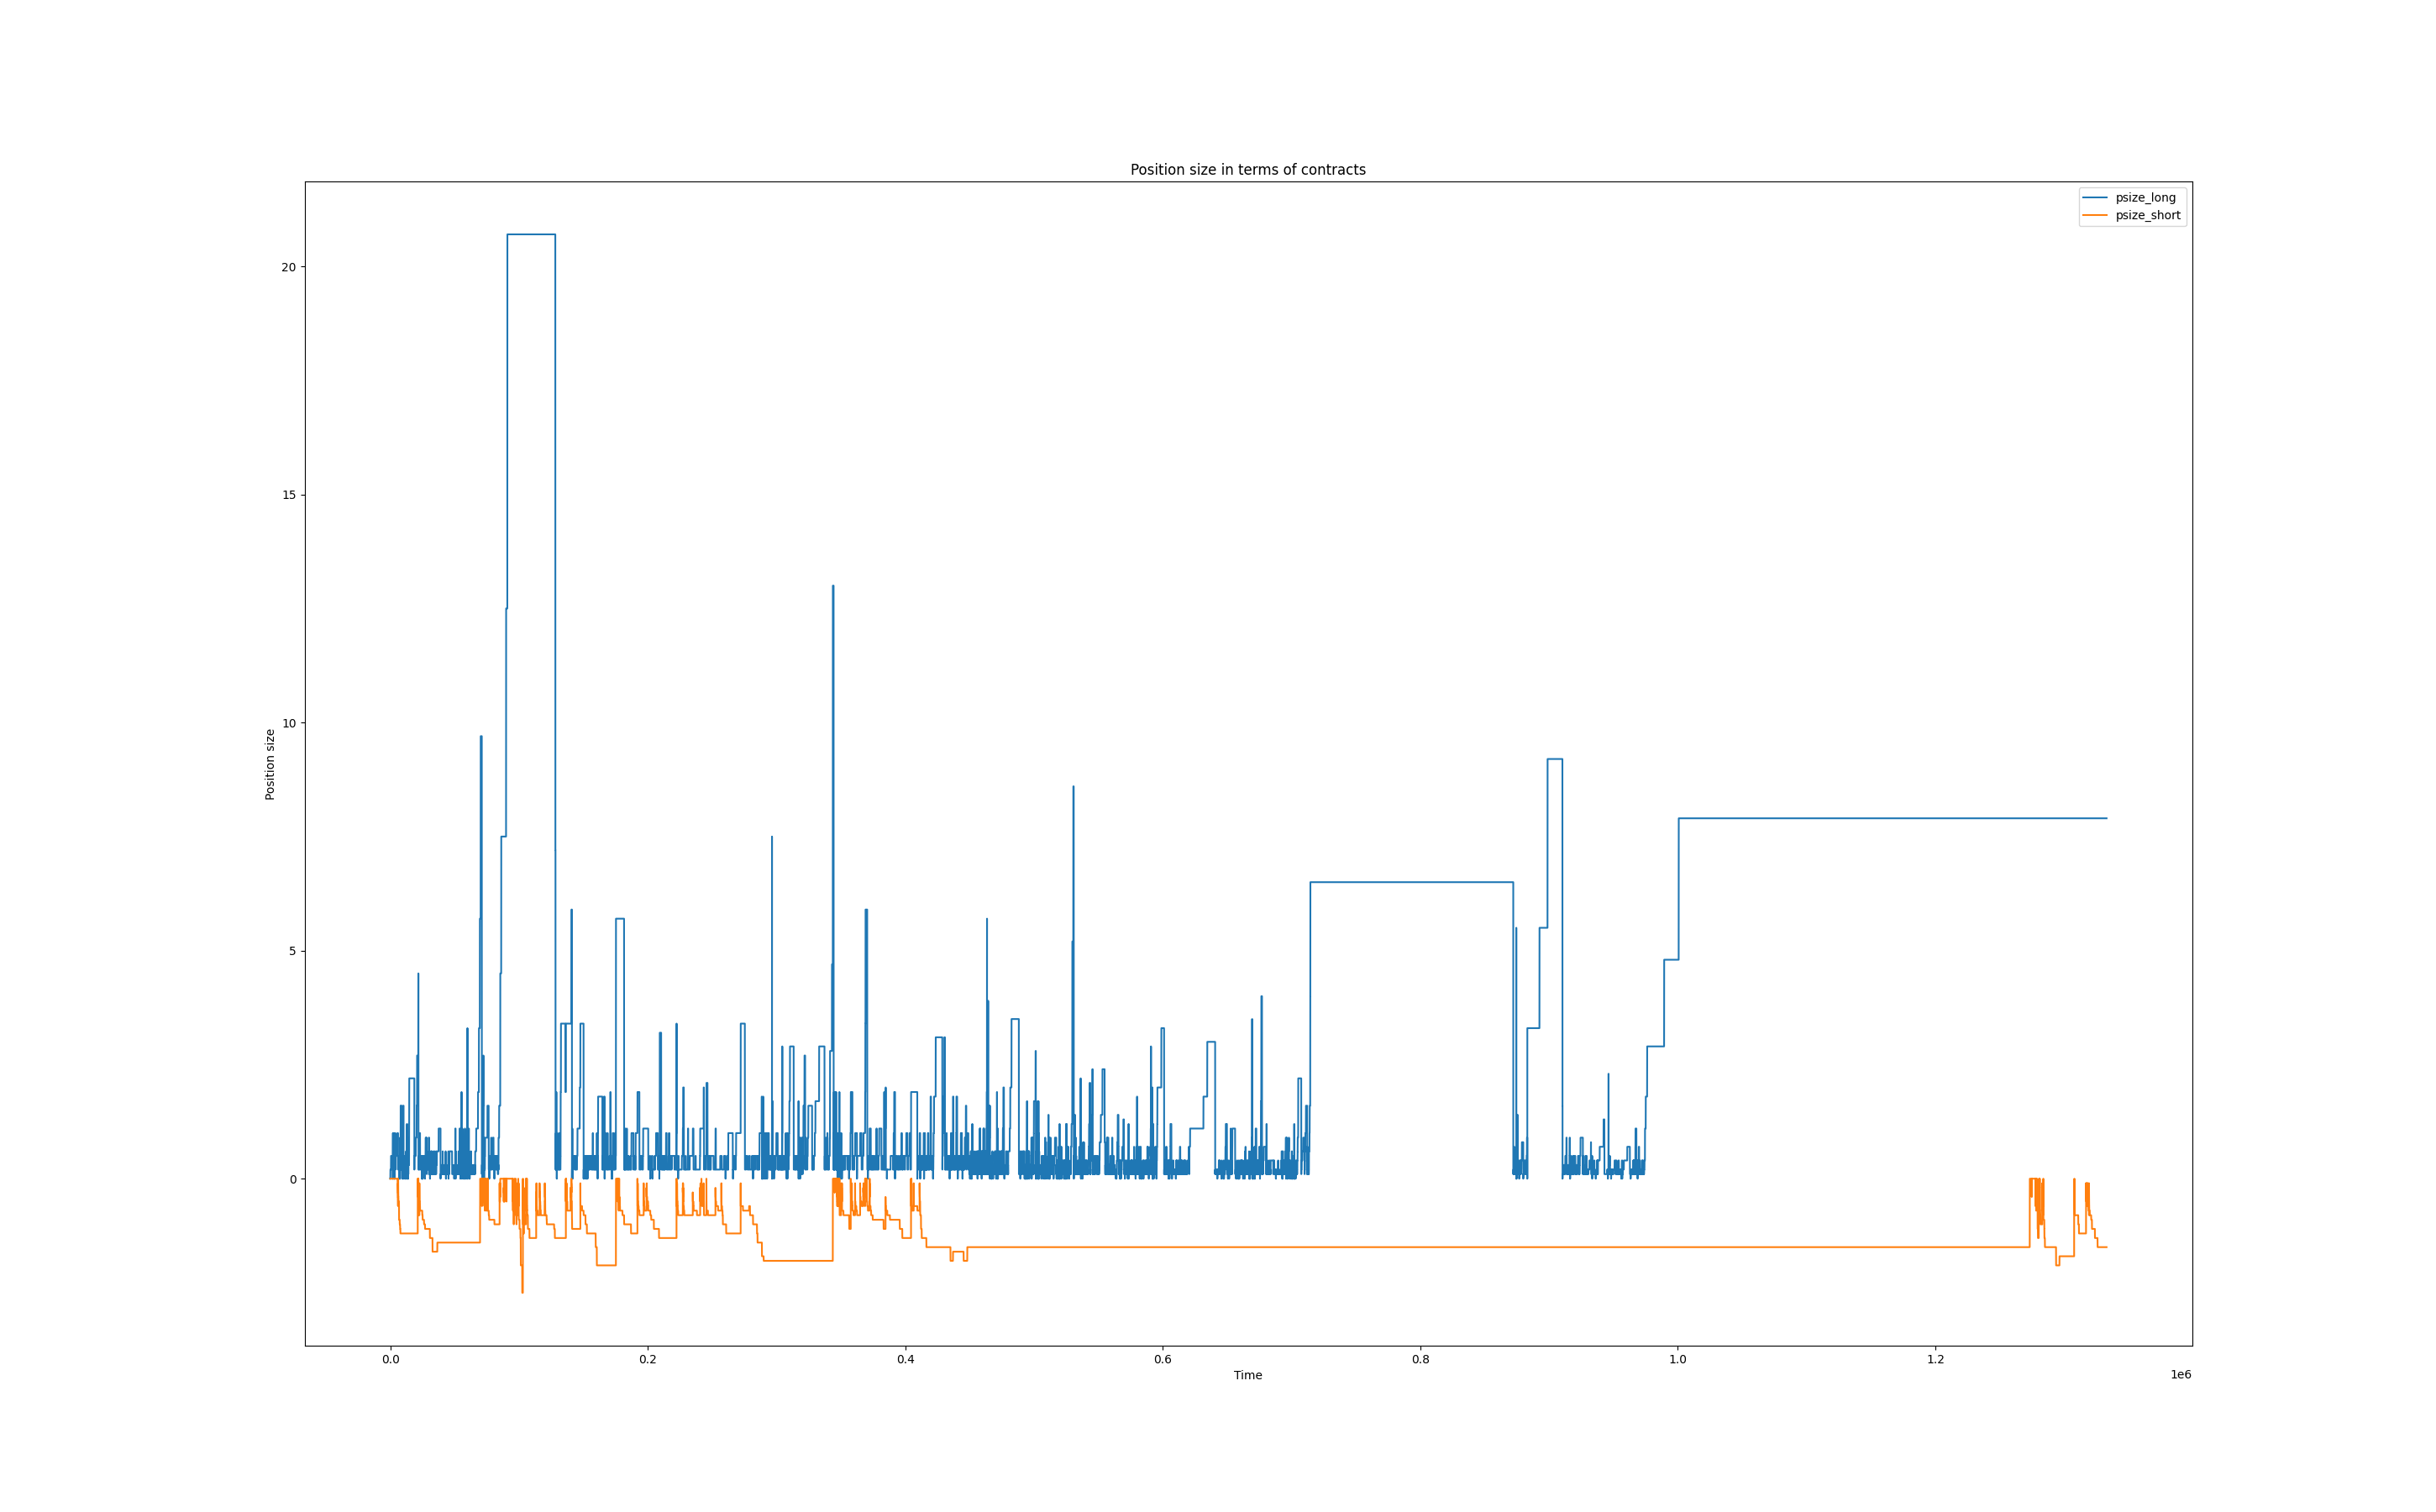 Position size in terms of contracts
psize_long
psize_short
Position size
20
15
10
5
0
0.0 0.2 0.4 0.6 0.8 1.0 1.2
Time
1e6